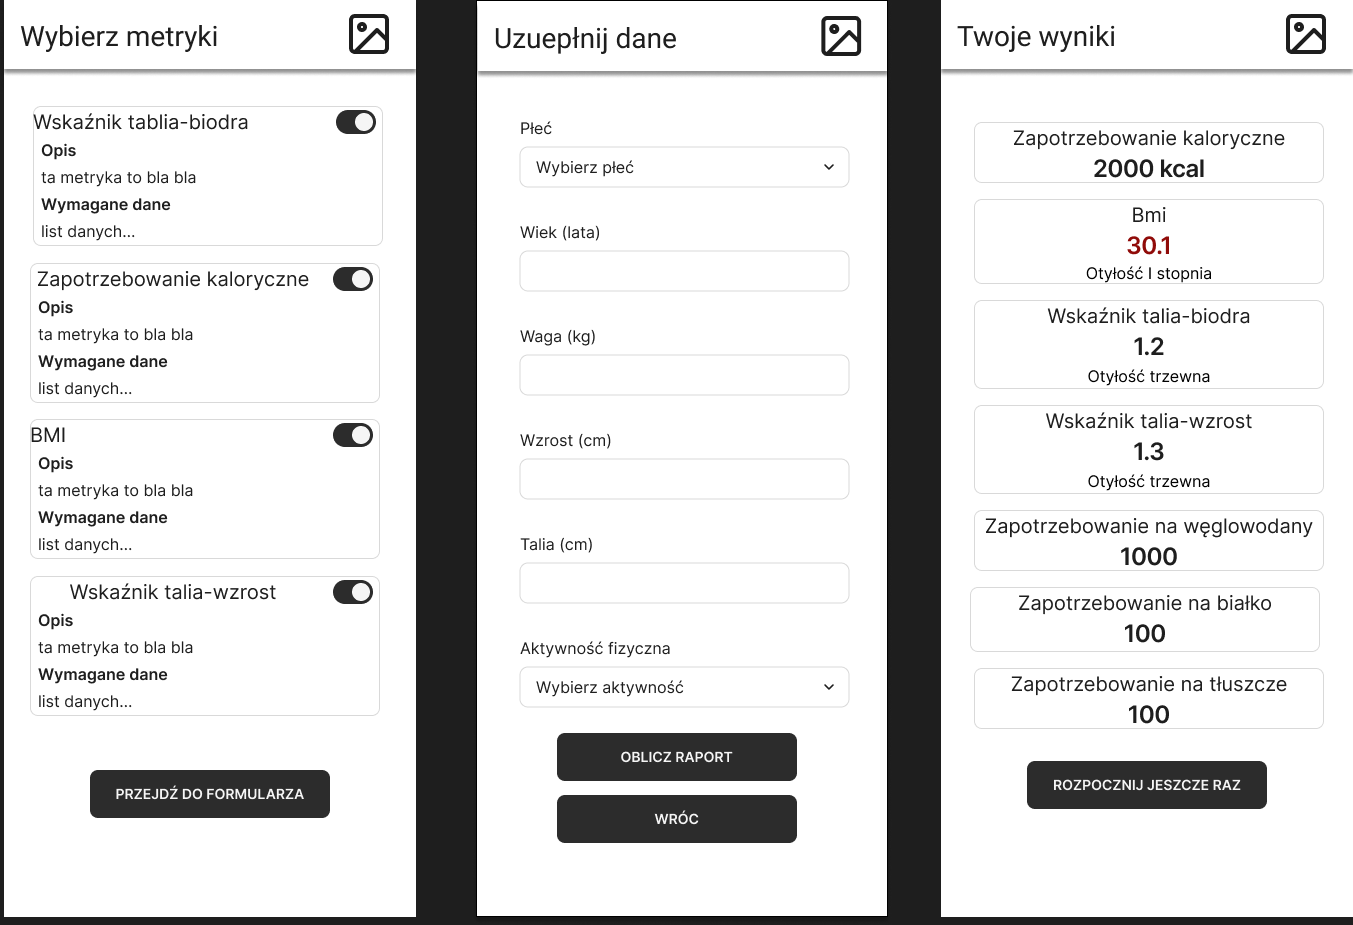 Wybierz metryki
Wskaźnik tablia-biodra
Opis
ta metryka to bla bla
Wymagane dane
list danych...
Zapotrzebowanie kaloryczne
Opis
ta metryka to bla bla
Wymagane dane
list danych...
BMI
Opis
ta metryka to bla bla
Wymagane dane
list danych...
Wskaźnik talia-wzrost
Opis
ta metryka to bla bla
Wymagane dane
list danych...
PRZEJDŹ DO FORMULARZA
Uzuepłnij dane
Płeć
Wybierz płeć
Wiek (lata)
Waga (kg)
Wzrost (cm)
Talia (cm)
Aktywność fizyczna
Wybierz aktywność
OBLICZ RAPORT
WRÓC
Twoje wyniki
Zapotrzebowanie kaloryczne
2000 kcal
Bmi
30.1
Otyłość I stopnia
Wskaźnik talia-biodra
1.2
Otyłość trzewna
Wskaźnik talia-wzrost
1.3
Otyłość trzewna
Zapotrzebowanie na węglowodany
1000
Zapotrzebowanie na białko
100
Zapotrzebowanie na tłuszcze
100
ROZPOCZNIJ JESZCZE RAZ